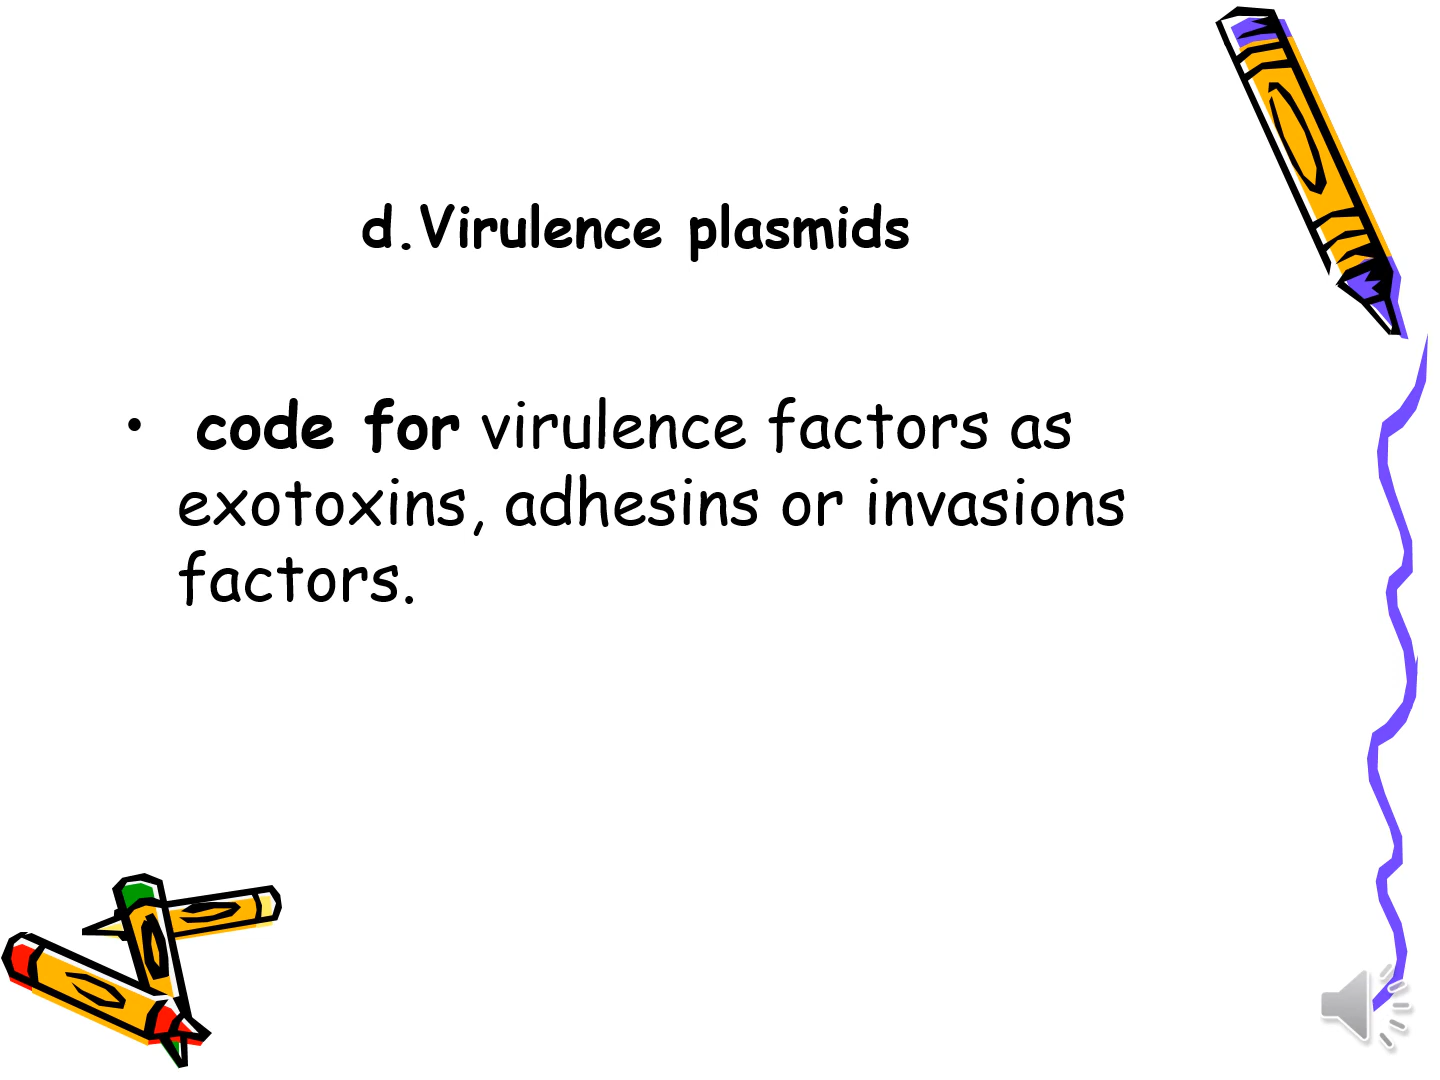 d.Virulence plasmids
• code for virulence factors as
exotoxins, adhesins or invasions
factors.